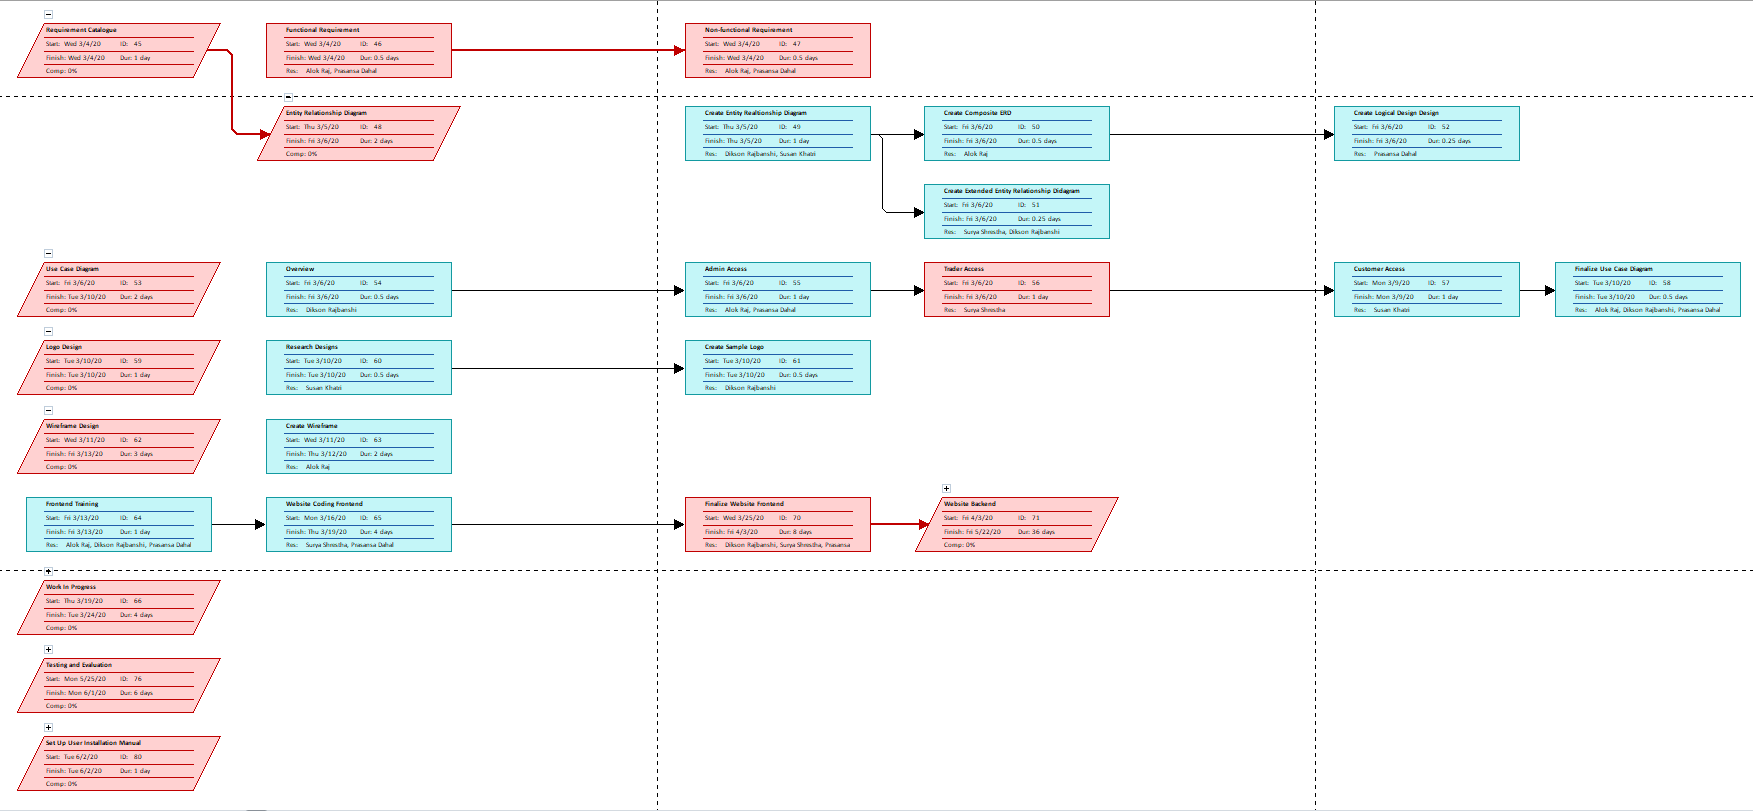 Requirement Catalogue
Start: Wed 3/4/20 ID: 45
Finish: Wed 3/4/20 Dur: 1 day
Comp: 0%
Functional Requirement
Start: Wed 3/4/20 ID: 46
Finish: Wed 3/4/20 Dur: 0.5 days
Res: Alok Raj, Prasansa Dahal
Non-functional Requirement
Start: Wed 3/4/20 ID: 47
Finish: Wed 3/4/20 Dur: 0.5 days
Res: Alok Raj, Prasansa Dahal
Entity Relationship Diagram
Start: Thu 3/5/20 ID: 48
Finish: Fri 3/6/20 Dur: 2 days
Comp: 0%
Create Entity Realtionship Diagram
Start: Thu 3/5/20 ID: 49
Finish: Thu 3/5/20 Dur: 1 day
Res: Dikson Rajbanshi, Susan Khatri
Create Composite ERD
Start: Fri 3/6/20 ID: 50
Finish: Fri 3/6/20 Dur: 0.5 days
Res: Alok Raj
Create Logical Design Design
Start: Fri 3/6/20 ID: 52
Finish: Fri 3/6/20 Dur: 0.25 days
Res: Prasansa Dahal
Create Extended Entity Relationship Didagram
Start: Fri 3/6/20 ID: 51
Finish: Fri 3/6/20 Dur: 0.25 days
Res: Surya Shrestha, Dikson Rajbanshi
Use Case Diagram
Start: Fri 3/6/20 ID: 53
Finish: Tue 3/10/20 Dur: 2 days
Comp: 0%
Overview
Start: Fri 3/6/20 ID: 54
Finish: Fri 3/6/20 Dur: 0.5 days
Res: Dikson Rajbanshi
Admin Access
Start: Fri 3/6/20 ID: 55
Finish: Fri 3/6/20 Dur: 1 day
Res: Alok Raj, Prasansa Dahal
Trader Access
Start: Fri 3/6/20 ID: 56
Finish: Fri 3/6/20 Dur: 1 day
Res: Surya Shrestha
Customer Access
Start: Mon 3/9/20 ID: 57
Finish: Mon 3/9/20 Dur: 1 day
Res: Susan Khatri
Finalize Use Case Diagram
Start: Tue 3/10/20 ID: 58
Finish: Tue 3/10/20 Dur: 0.5 days
Res: Alok Raj, Dikson Rajbanshi, Prasansa Dahal
Logo Design
Start: Tue 3/10/20 ID: 59
Finish: Tue 3/10/20 Dur: 1 day
Comp: 0%
Research Designs
Start: Tue 3/10/20 ID: 60
Finish: Tue 3/10/20 Dur: 0.5 days
Res: Susan Khatri
Create Sample Logo
Start: Tue 3/10/20 ID: 61
Finish: Tue 3/10/20 Dur: 0.5 days
Res: Dikson Rajbanshi
Wireframe Design
Start: Wed 3/11/20 ID: 62
Finish: Fri 3/13/20 Dur: 3 days
Comp: 0%
Create Wireframe
Start: Wed 3/11/20 ID: 63
Finish: Thu 3/12/20 Dur: 2 days
Res: Alok Raj
Frontend Training
Start: Fri 3/13/20 ID: 64
Finish: Fri 3/13/20 Dur: 1 day
Res: Alok Raj, Dikson Rajbanshi, Prasansa Dahal
Website Coding Frontend
Start: Mon 3/16/20 ID: 65
Finish: Thu 3/19/20 Dur: 4 days
Res: Surya Shrestha, Prasansa Dahal
Finalize Website Frontend
Start: Wed 3/25/20 ID: 70
Finish: Fri 4/3/20 Dur: 8 days
Res: Dikson Rajbanshi, Surya Shrestha, Prasansa
Website Backend
Start: Fri 4/3/20 ID: 71
Finish: Fri 5/22/20 Dur: 36 days
Comp: 0%
Work In Progress
Start: Thu 3/19/20 ID: 66
Finish: Tue 3/24/20 Dur: 4 days
Comp: 0%
Testing and Evaluation
Start: Mon 5/25/20 ID: 76
Finish: Mon 6/1/20 Dur: 6 days
Comp: 0%
Set Up User Installation Manual
Start: Tue 6/2/20 ID: 80
Finish: Tue 6/2/20 Dur: 1 day
Comp: 0%